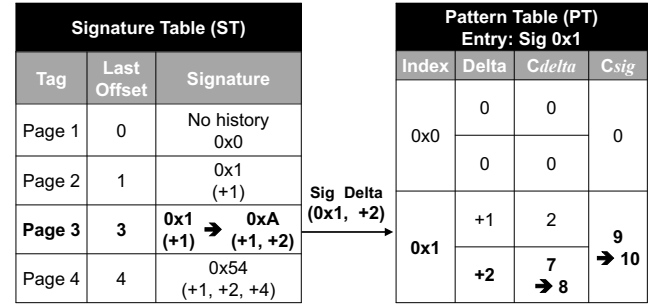 Signature Table (ST)
Tag
Last
Offset
Signature
Page 1
0
No history
0x0
Page 2
1
0x1
(+1)
Page 3
3
0x1 ➔ 0xA
(+1) (+1, +2)
Page 4
4
0x54
(+1, +2, +4)
Sig Delta
(0x1, +2)
Pattern Table (PT)
Entry: Sig 0x1
Index
Delta
Cdelta
Csig
0x0
0
0
0
0
0
0x1
+1
2
+2
7
➔ 8
9
➔ 10